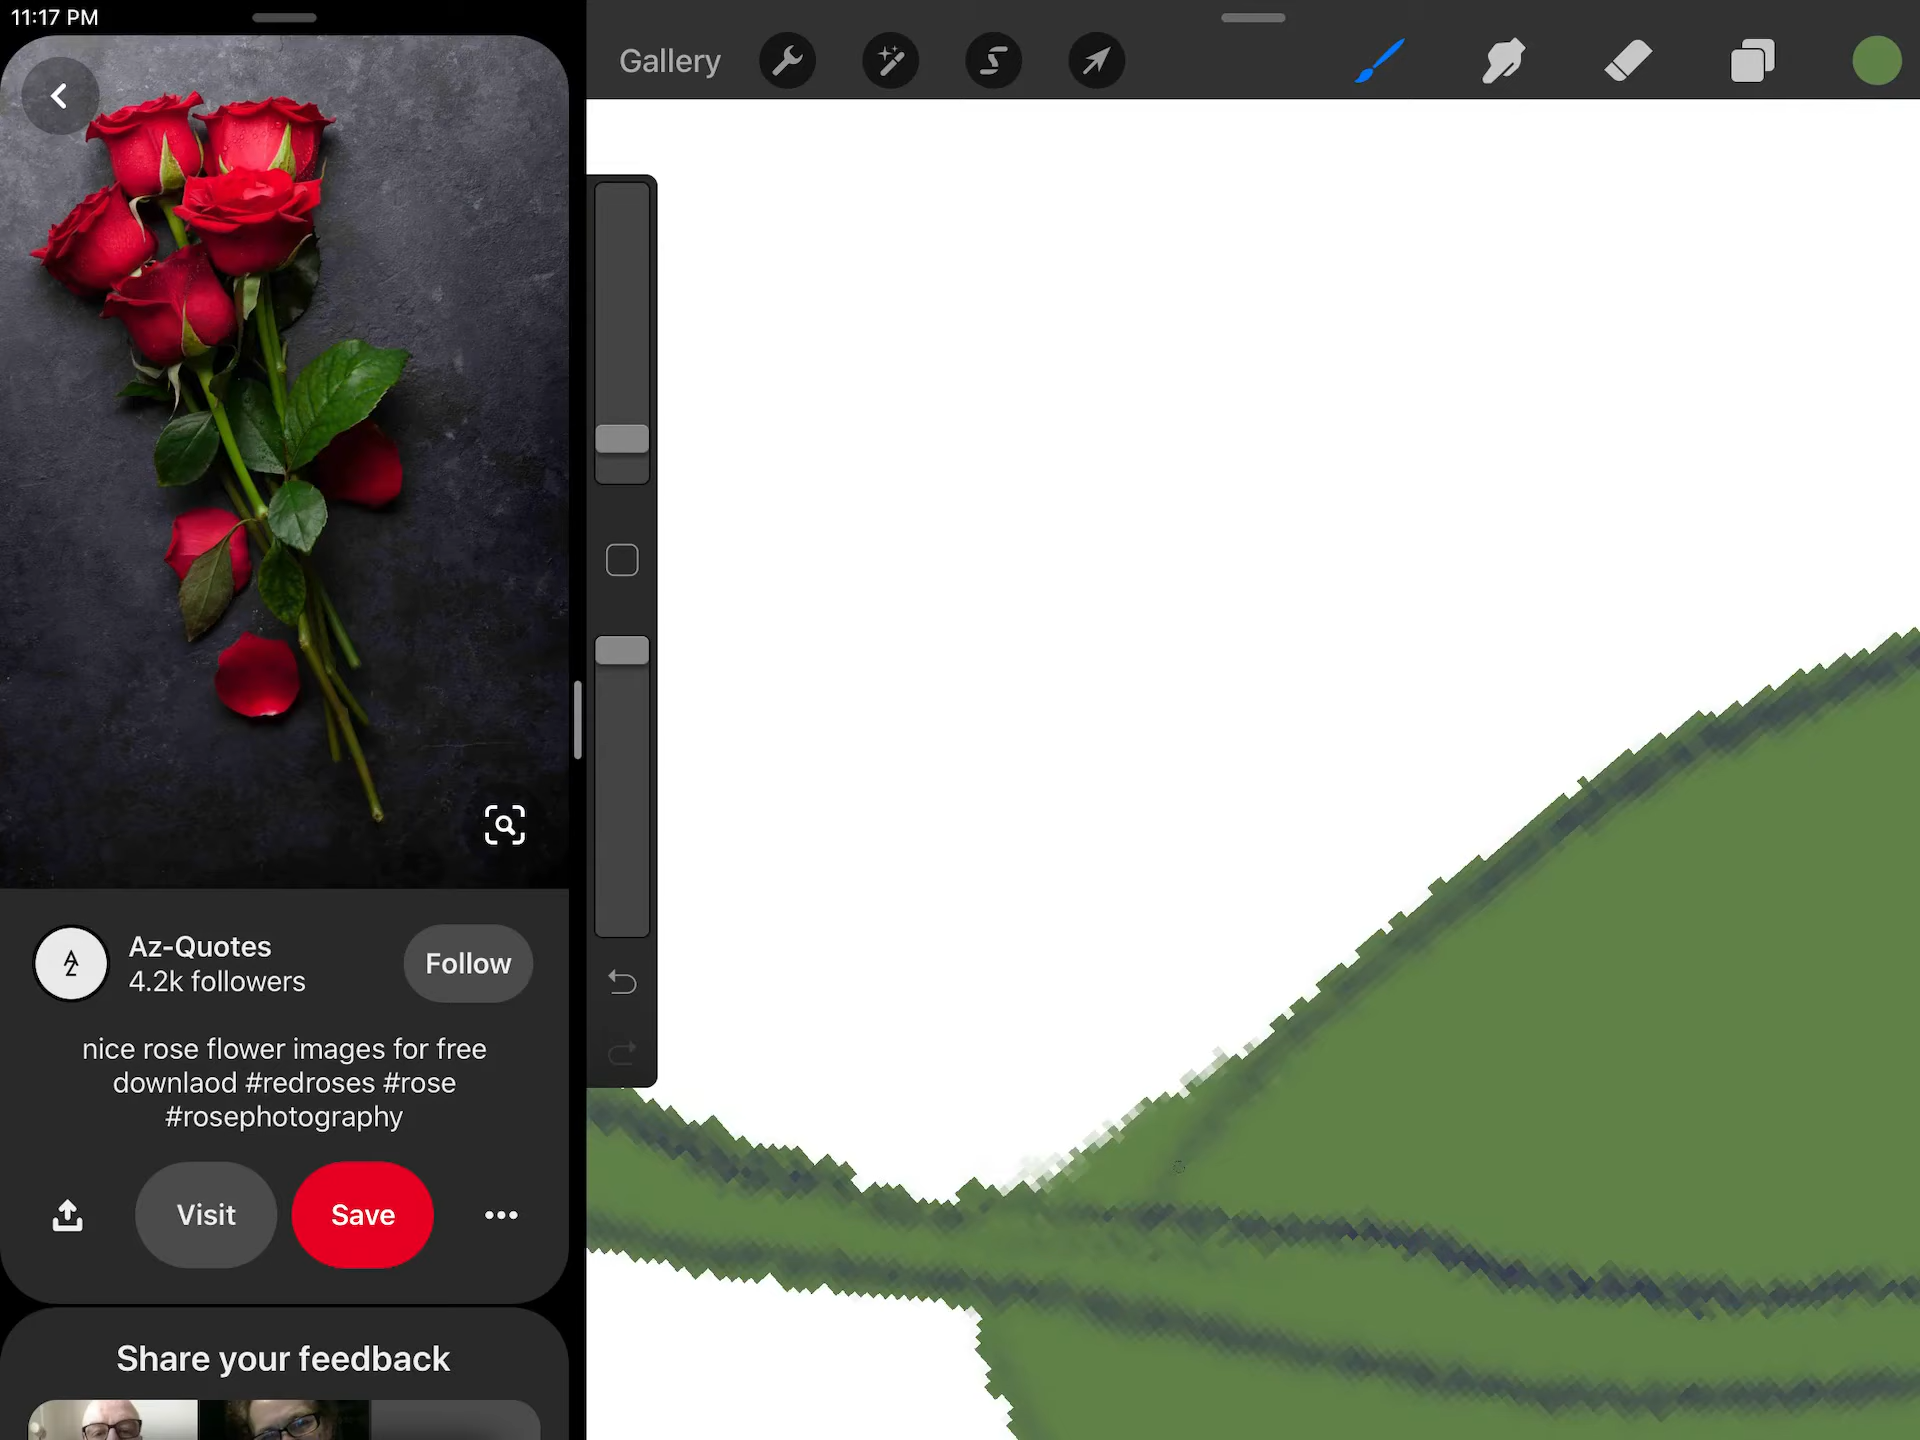 11:17 PM
Gallery
Az-Quotes
4.2k followers
Follow
nice rose flower images for free
downlaod #redroses #rose
#rosephotography
Visit
Save
Share your feedback